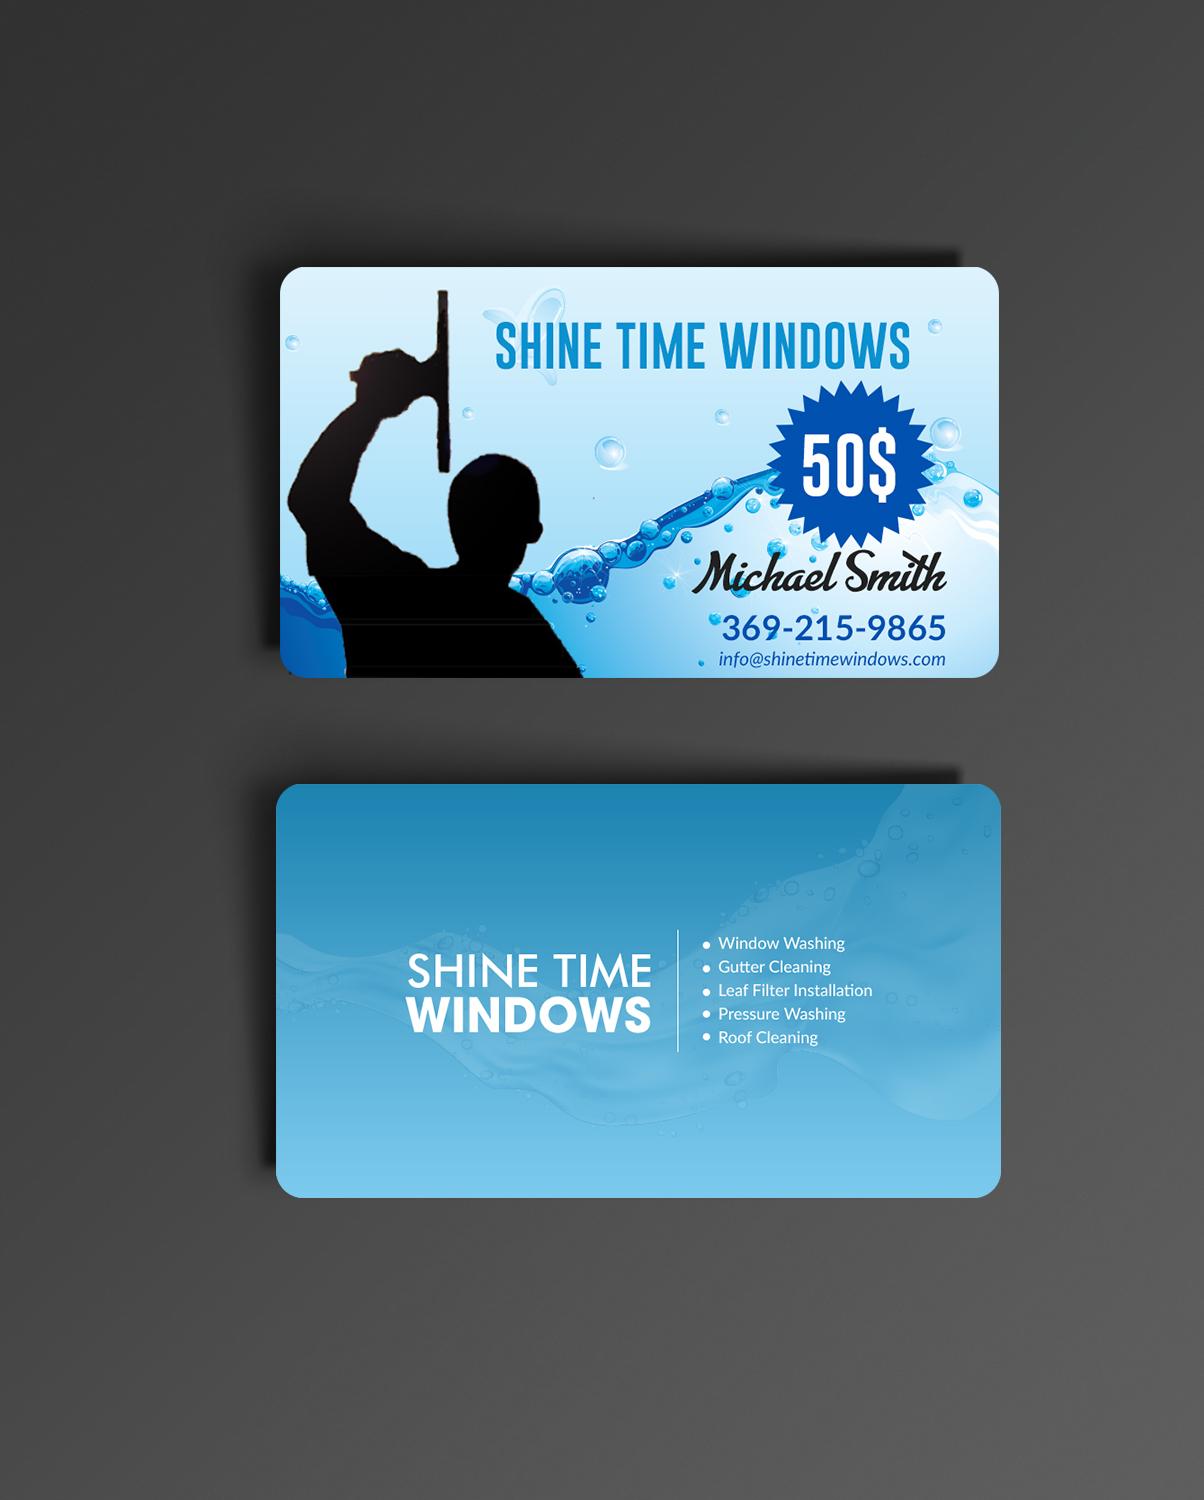 SHINE TIME WINDOWS
50$
Michael Smith
369-215-9865
info@shinetimewindows.com
SHINE TIME
WINDOWS
Window Washing
Gutter Cleaning
Leaf Filter Installation
Pressure Washing
Roof Cleaning